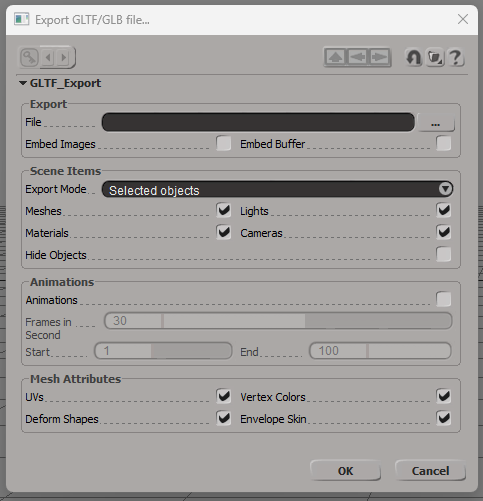 Export GLTF/GLB file...
GLTF_Export
Export
File
...
Embed Images Embed Buffer
Scene Items
Export Mode Selected objects
Meshes Lights
Materials Cameras
Hide Objects
Animations
Animations
Frames in 30
Second
Start 1 End 100
Mesh Attributes
UVs Vertex Colors
Deform Shapes Envelope Skin
OK Cancel